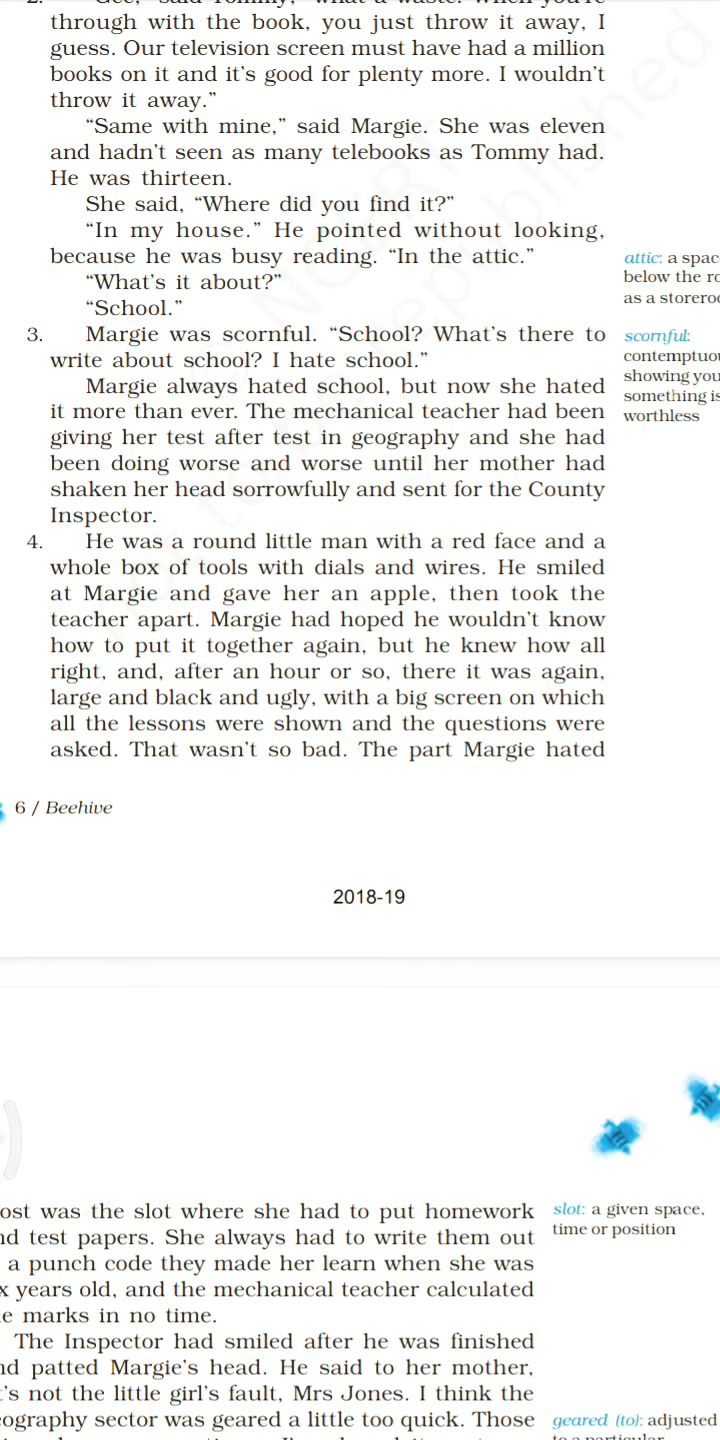 through with the book, you just throw it away, I
guess. Our television screen must have had a million
books on it and it's good for plenty more. I wouldn't
throw it away.”
“Same with mine,” said Margie. She was eleven
and hadn't seen as many telebooks as Tommy had.
He was thirteen.
She said, “Where did you find it?”
“In my house.” He pointed without looking,
because he was busy reading. “In the attic.”
attic: a spac
below the ro
as a storeroo
“What's it about?”
“School.”
3. Margie was scornful. “School? What's there to
write about school? I hate school.”
scornful:
contemptuou
showing you
something is
worthless
Margie always hated school, but now she hated
it more than ever. The mechanical teacher had been
giving her test after test in geography and she had
been doing worse and worse until her mother had
shaken her head sorrowfully and sent for the County
Inspector.
4. He was a round little man with a red face and a
whole box of tools with dials and wires. He smiled
at Margie and gave her an apple, then took the
teacher apart. Margie had hoped he wouldn't know
how to put it together again, but he knew how all
right, and, after an hour or so, there it was again,
large and black and ugly, with a big screen on which
all the lessons were shown and the questions were
asked. That wasn't so bad. The part Margie hated
6 / Beehive
2018-19
ost was the slot where she had to put homework
nd test papers. She always had to write them out
a punch code they made her learn when she was
x years old, and the mechanical teacher calculated
e marks in no time.
slot: a given space,
time or position
The Inspector had smiled after he was finished
nd patted Margie's head. He said to her mother,
t's not the little girl's fault, Mrs Jones. I think the
ography sector was geared a little too quick. Those
geared (to): adjusted